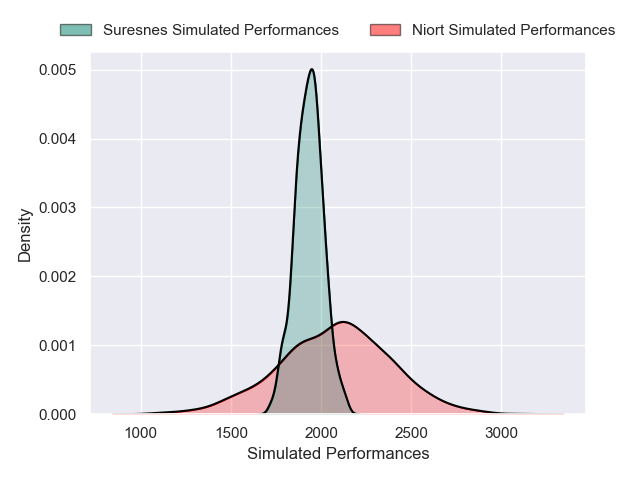 Suresnes Simulated Performances
Niort Simulated Performances
0.005
0.004
0.003
0.002
0.001
0.000
Density
1000 1500 2000 2500 3000
Simulated Performances